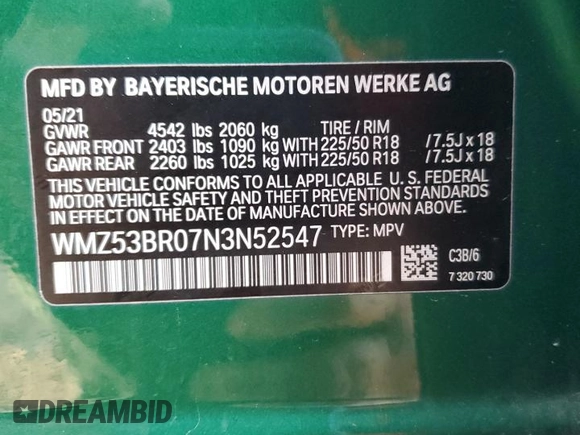 MFD BY BAYERISCHE MOTOREN WERKE AG
05/21
GVWR 4542 lbs 2060 kg TIRE / RIM
GAWR FRONT 2403 lbs 1090 kg WITH 225/50 R18 / 7.5J x 18
GAWR REAR 2260 lbs 1025 kg WITH 225/50 R18 / 7.5J x 18
THIS VEHICLE CONFORMS TO ALL APPLICABLE U. S. FEDERAL
MOTOR VEHICLE SAFETY AND THEFT PREVENTION STANDARDS
IN EFFECT ON THE DATE OF MANUFACTURE SHOWN ABOVE.
WMZ53BR07N3N52547 TYPE: MPV
C3B/6
7 320 730
DREAMBID